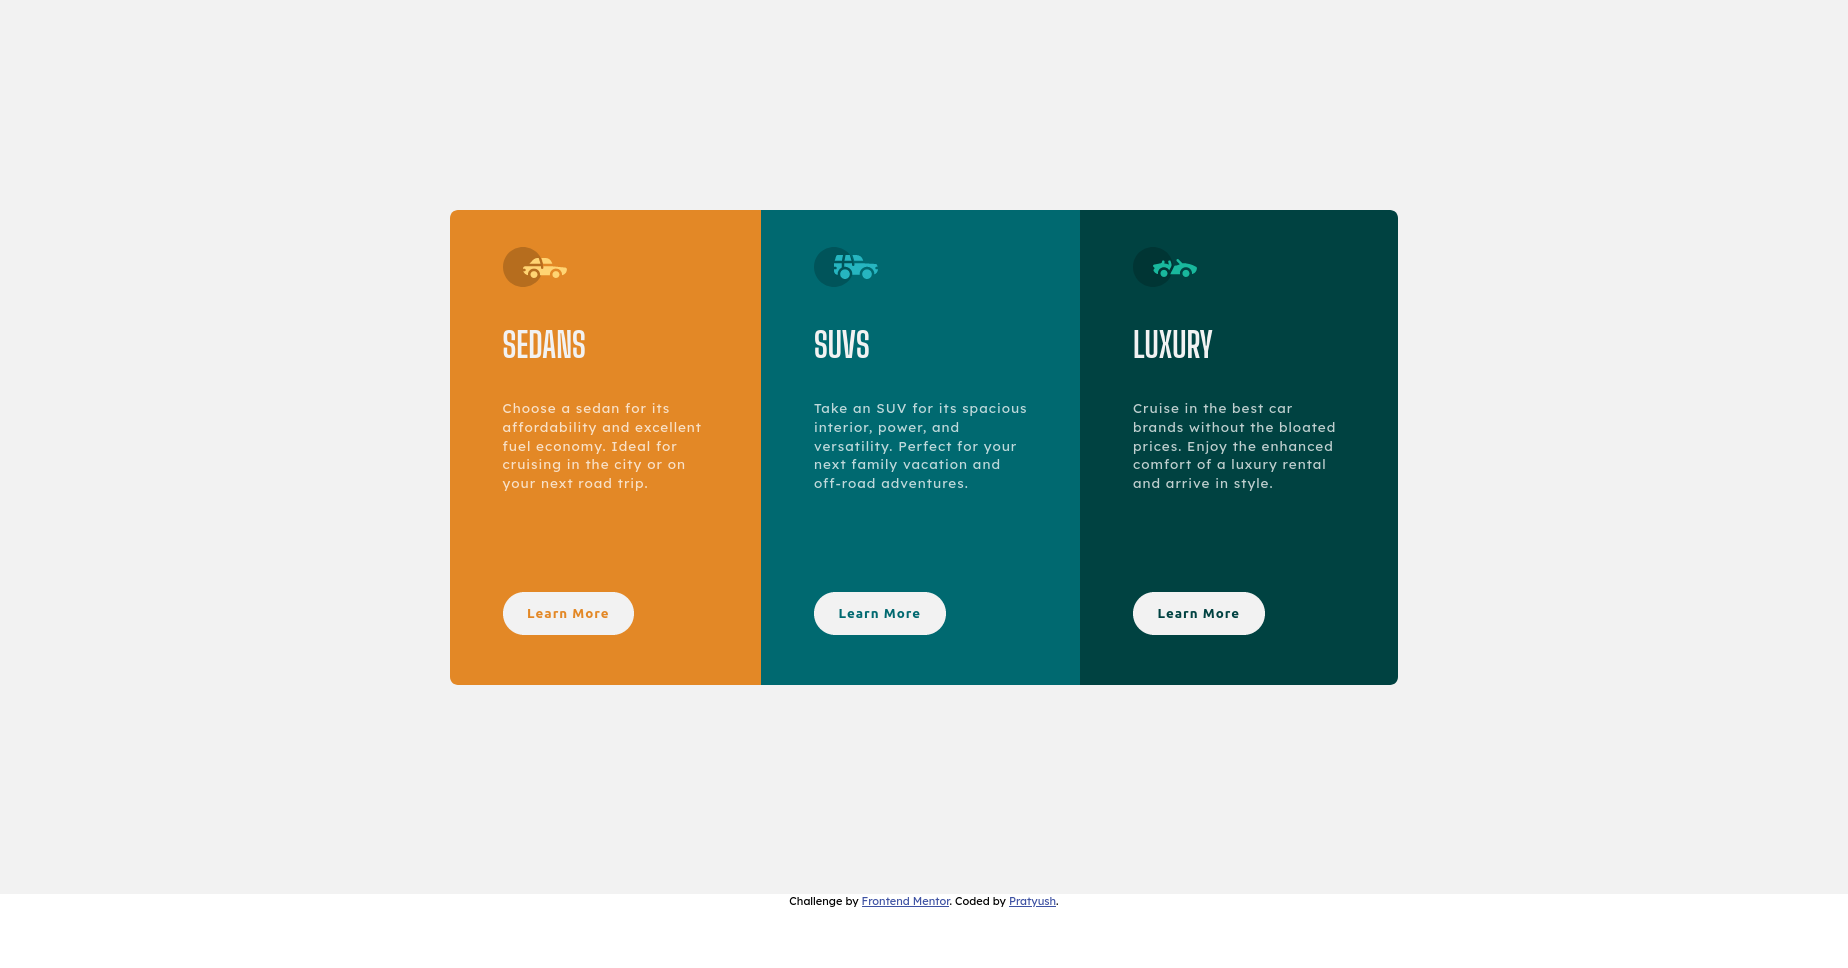 SEDANS
Choose a sedan for its
affordability and excellent
fuel economy. Ideal for
cruising in the city or on
your next road trip.
Learn More
SUVS
Take an SUV for its spacious
interior, power, and
versatility. Perfect for your
next family vacation and
off-road adventures.
Learn More
LUXURY
Cruise in the best car
brands without the bloated
prices. Enjoy the enhanced
comfort of a luxury rental
and arrive in style.
Learn More
Challenge by Frontend Mentor. Coded by Pratyush.